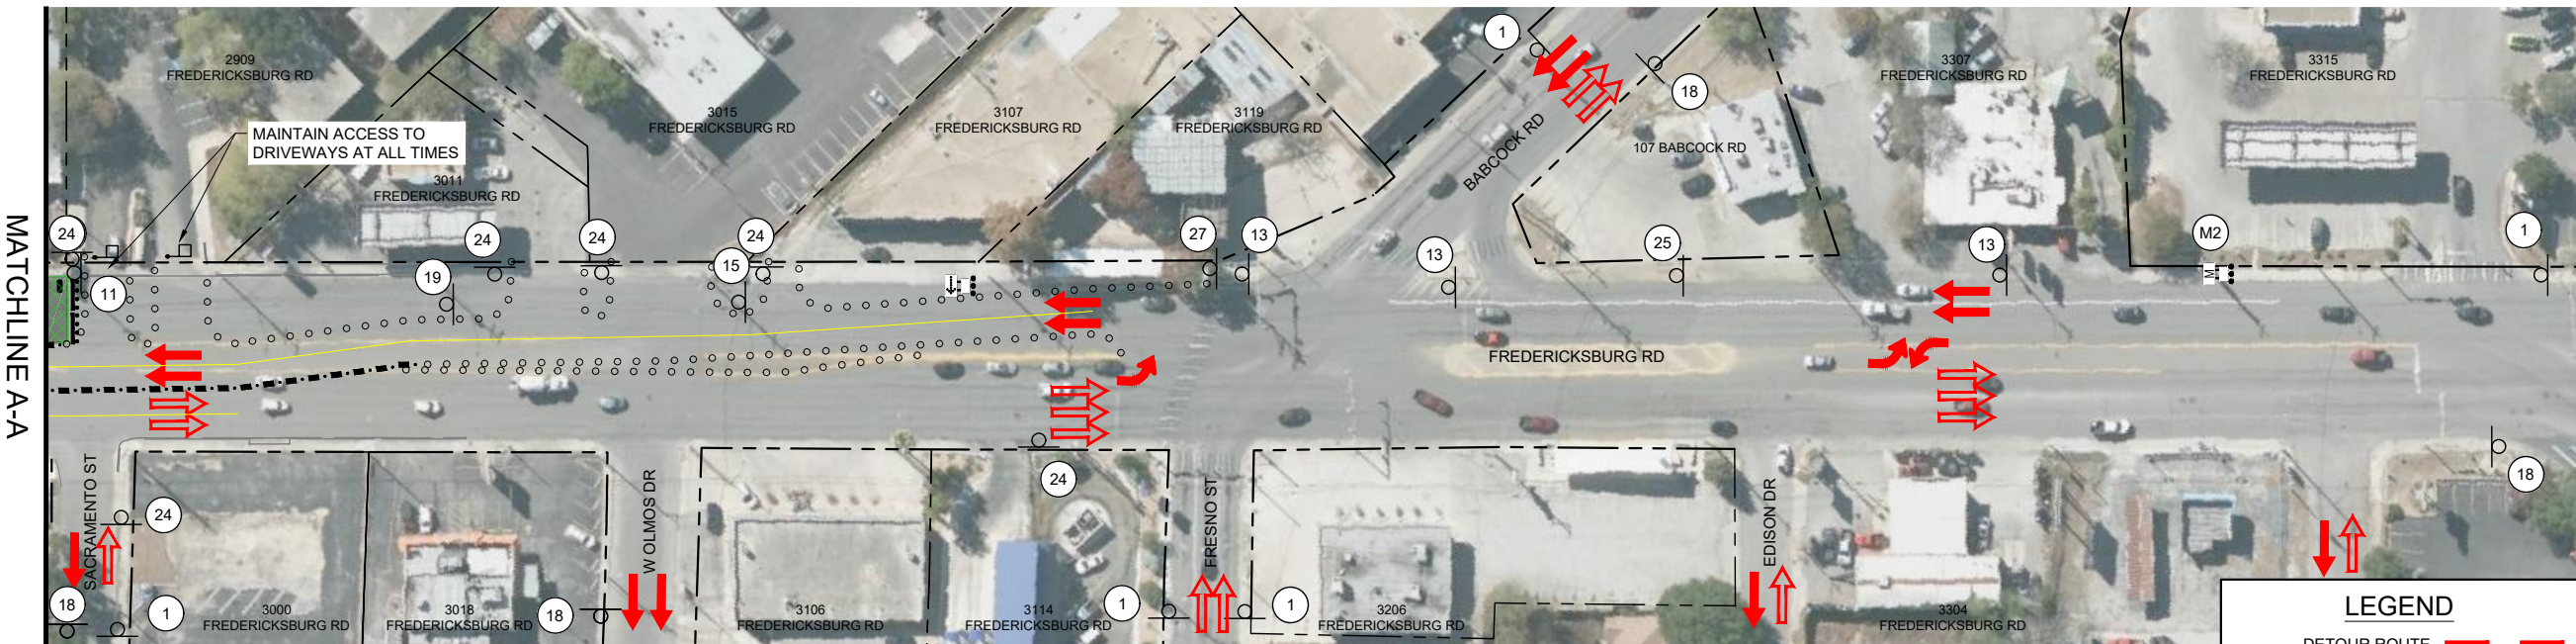 MATCHLINE A-A
2909
FREDERICKSBURG RD
MAINTAIN ACCESS TO
DRIVEWAYS AT ALL TIMES
3011
FREDERICKSBURG RD
3015
FREDERICKSBURG RD
3107
FREDERICKSBURG RD
3119
FREDERICKSBURG RD
1
18
BABCOCK RD
107 BABCOCK RD
3307
FREDERICKSBURG RD
3315
FREDERICKSBURG RD
24
11
19
24
24
24
15
27
13
13
25
13
M2
M
1
FREDERICKSBURG RD
SACRAMENTO ST
24
18
1
3000
FREDERICKSBURG RD
3018
FREDERICKSBURG RD
18
W OLMOS DR
3106
FREDERICKSBURG RD
24
3114
FREDERICKSBURG RD
1
FRESNO ST
1
3206
FREDERICKSBURG RD
EDISON DR
3304
FREDERICKSBURG RD
18
LEGEND
DETOUR ROUTE